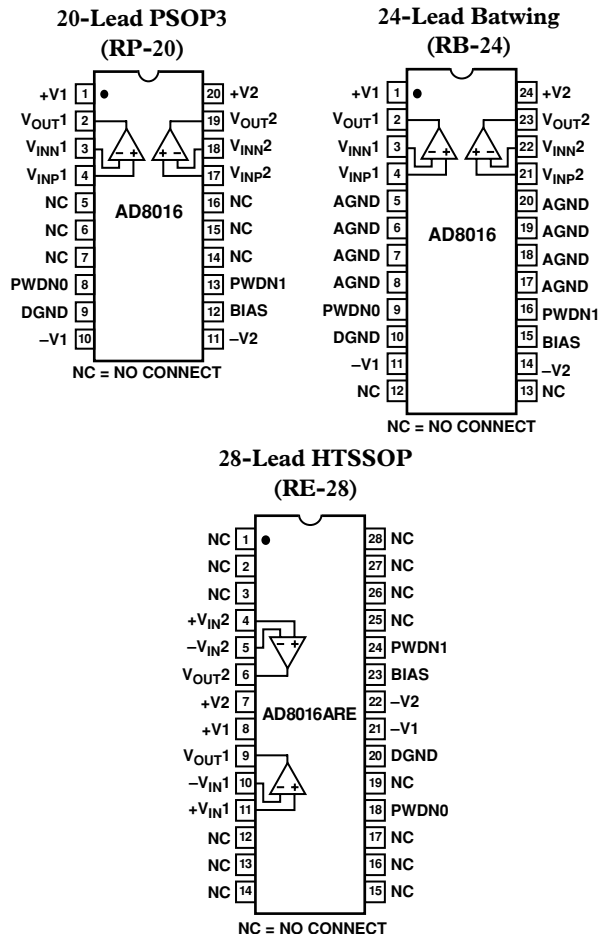 20-Lead PSOP3
(RP-20)
+V1 1 20 +V2
VOUT1 2 19 VOUT2
VINN1 3 – + + – 18 VINN2
VINP1 4 17 VINP2
NC 5 AD8016 16 NC
NC 6 15 NC
NC 7 14 NC
PWDN0 8 13 PWDN1
DGND 9 12 BIAS
–V1 10 11 –V2
NC = NO CONNECT
24-Lead Batwing
(RB-24)
+V1 1 24 +V2
VOUT1 2 23 VOUT2
VINN1 3 – + + – 22 VINN2
VINP1 4 21 VINP2
AGND 5 20 AGND
AGND 6 AD8016 19 AGND
AGND 7 18 AGND
AGND 8 17 AGND
PWDN0 9 16 PWDN1
DGND 10 15 BIAS
–V1 11 14 –V2
NC 12 13 NC
NC = NO CONNECT
28-Lead HTSSOP
(RE-28)
NC 1 28 NC
NC 2 27 NC
NC 3 26 NC
+VIN2 4 25 NC
–VIN2 5 – + 24 PWDN1
VOUT2 6 23 BIAS
+V2 7 22 –V2
+V1 8 AD8016ARE 21 –V1
VOUT1 9 20 DGND
–VIN1 10 – + 19 NC
+VIN1 11 18 PWDN0
NC 12 17 NC
NC 13 16 NC
NC 14 15 NC
NC = NO CONNECT